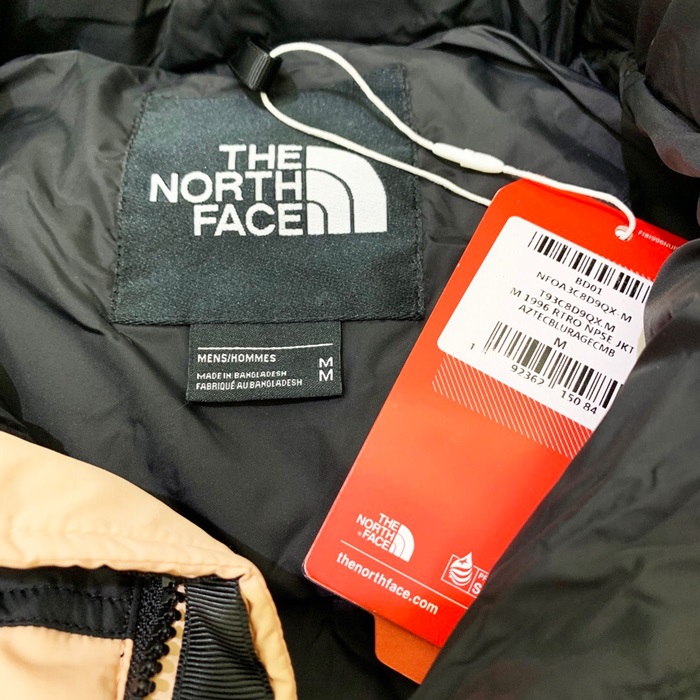 THE
NORTH
FACE
MENS/HOMMES M
MADE IN BANGLADESH M
FABRIQUÉ AU BANGLADESH
BD01
NF0A3C8D9QX:M
T93C8D9QX:M
M 1996 RTRO NPSE JKT
AZTECBLURAGECMB
M
1 92362 150 84
THE
NORTH
FACE
thenorthface.com